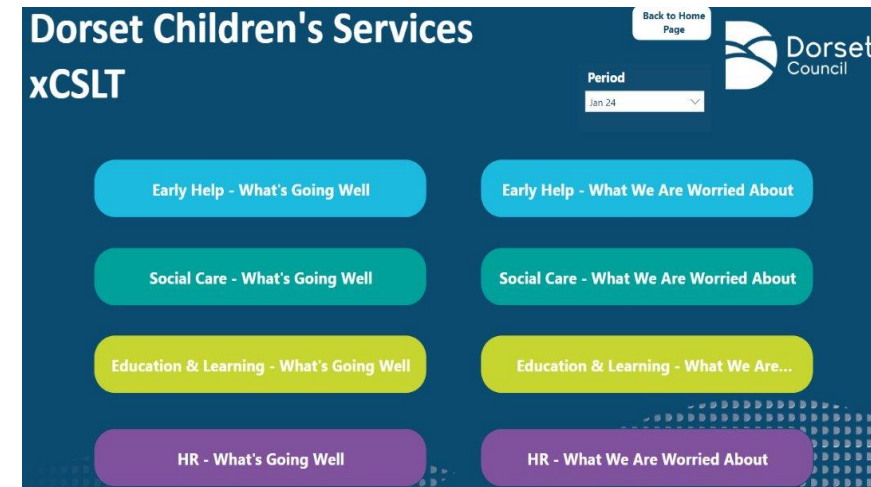 Dorset Children's Services
xCSLT
Back to Home
Page
Dorset
Council
Period
Jan 24
Early Help - What's Going Well
Early Help - What We Are Worried About
Social Care - What's Going Well
Social Care - What We Are Worried About
Education & Learning - What's Going Well
Education & Learning - What We Are...
HR - What's Going Well
HR - What We Are Worried About